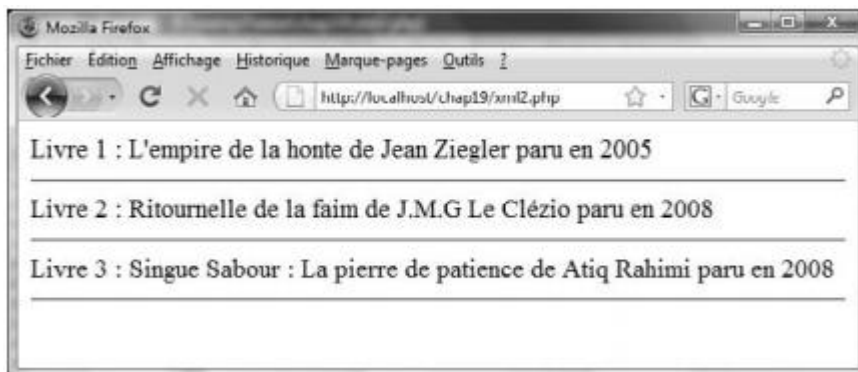 Mozilla Firefox
Fichier Édition Affichage Historique Marque-pages Outils ?
http://localhost/chap19/xml2.php Google
Livre 1 : L'empire de la honte de Jean Ziegler paru en 2005
Livre 2 : Ritournelle de la faim de J.M.G Le Clézio paru en 2008
Livre 3 : Singue Sabour : La pierre de patience de Atiq Rahimi paru en 2008